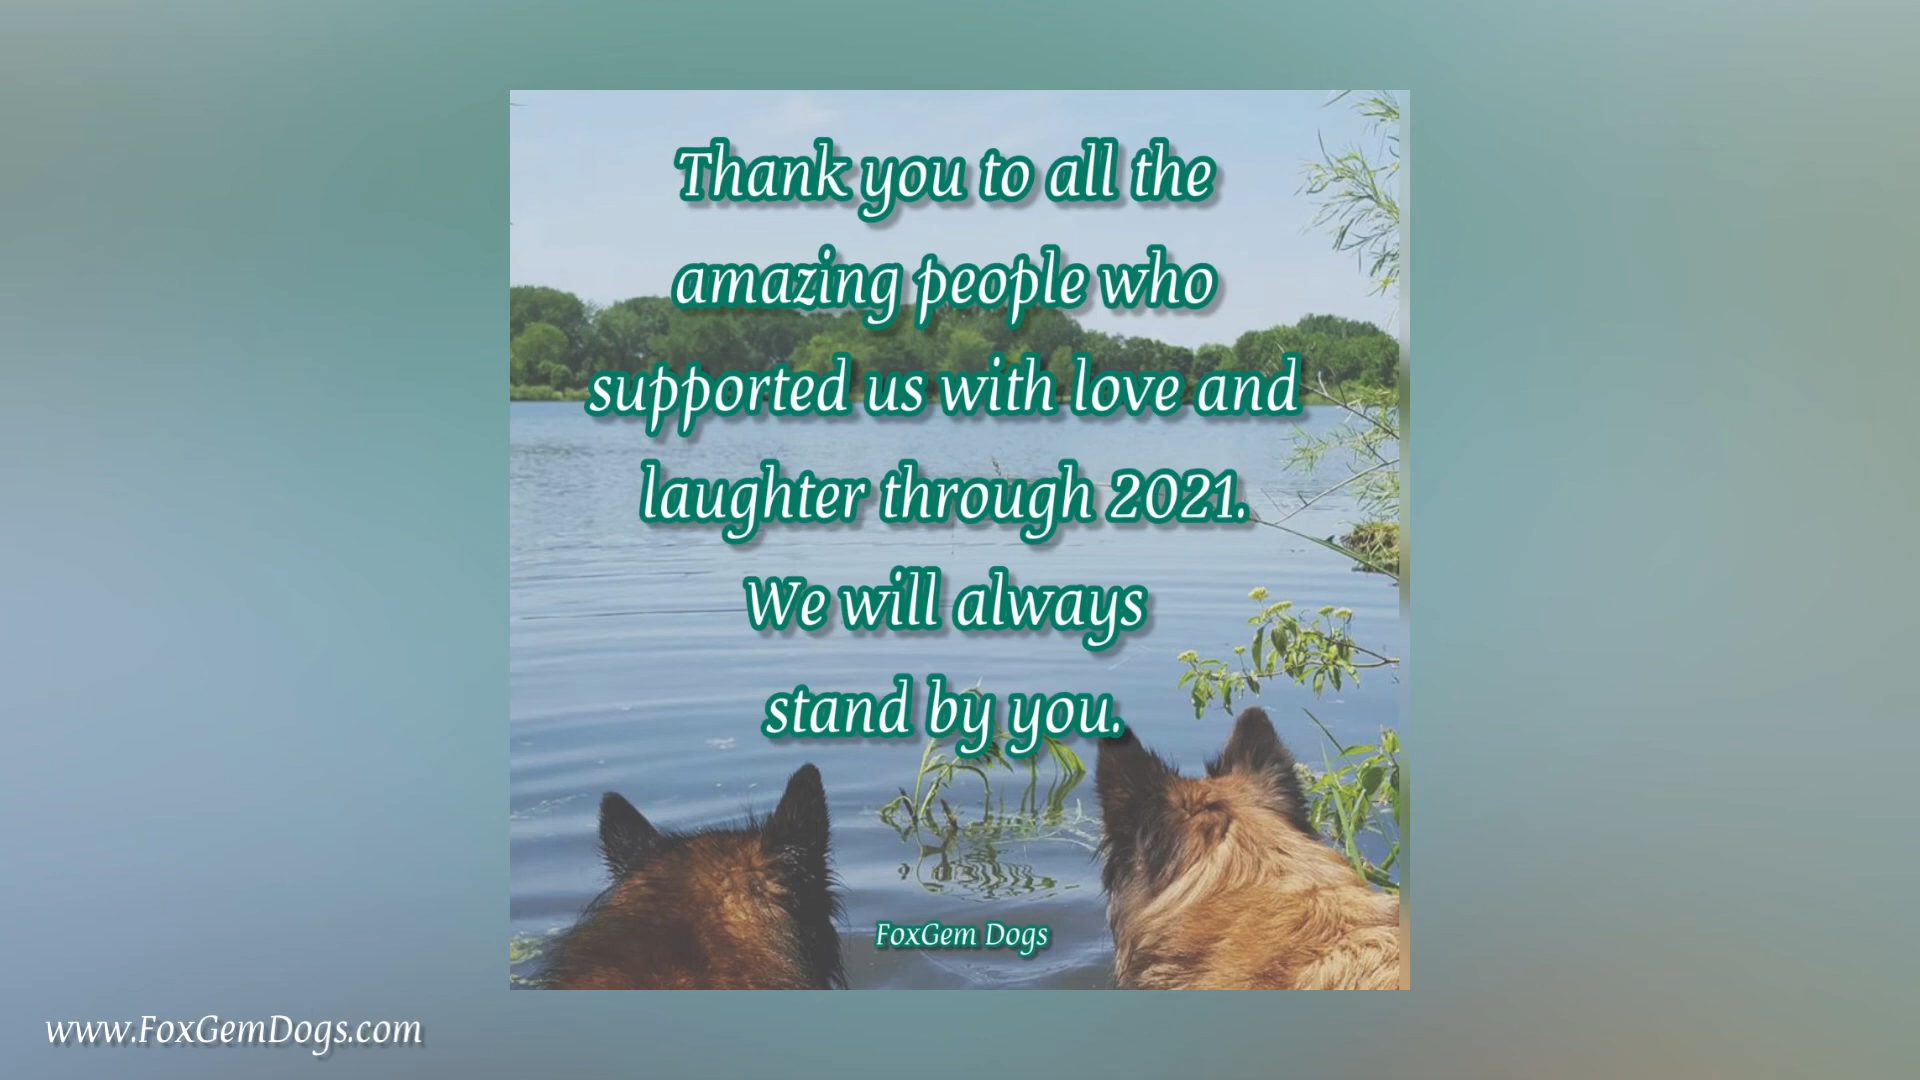 Thank you to all the
amazing people who
supported us with love and
laughter through 2021.
We will always
stand by you.
FoxGem Dogs
www.FoxGemDogs.com